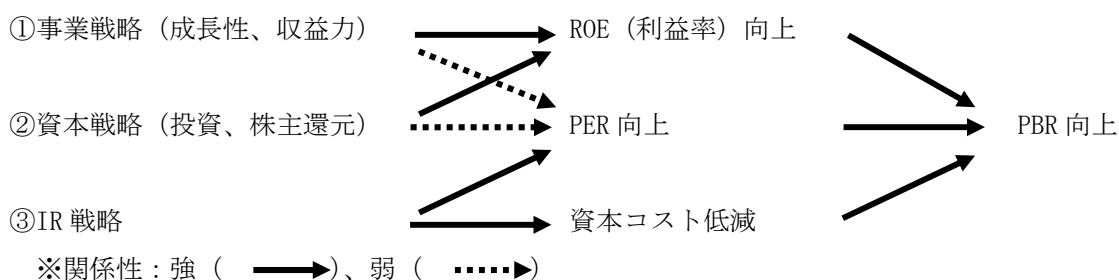 ①事業戦略（成長性、収益力） ROE（利益率）向上
②資本戦略（投資、株主還元） PER 向上 PBR 向上
③IR 戦略 資本コスト低減
※関係性：強（ ）、弱（ ）